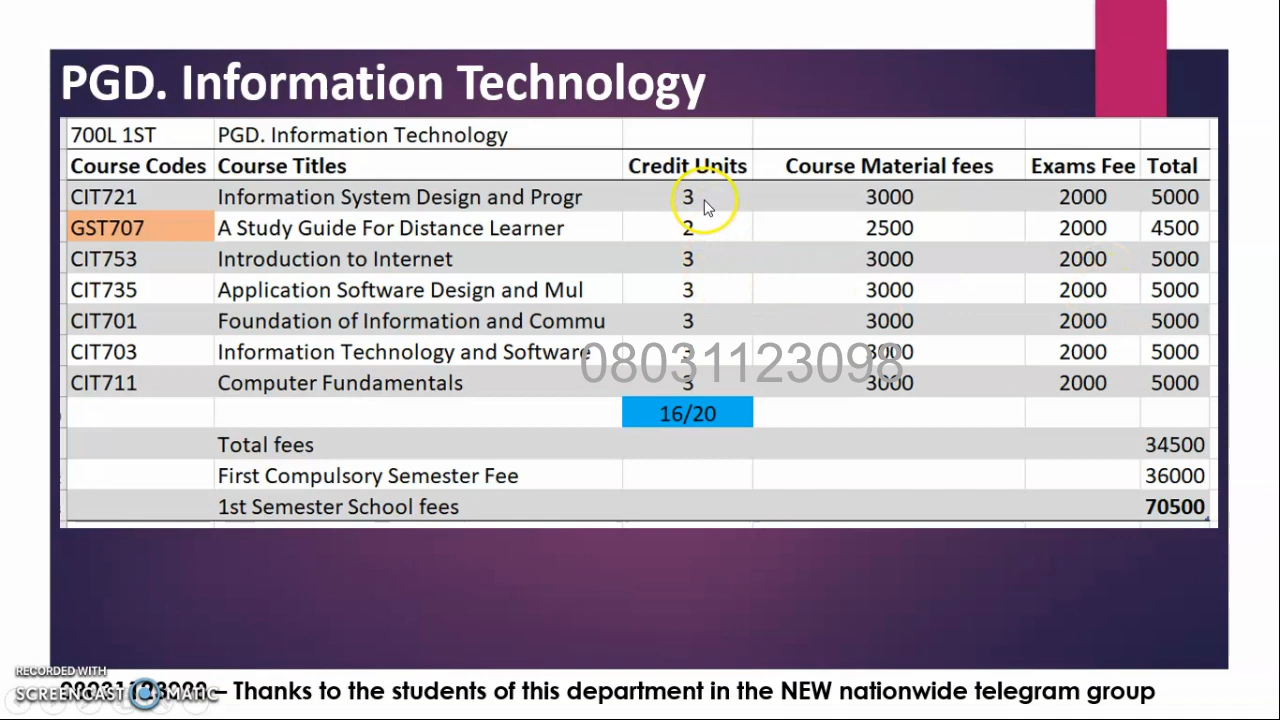 PGD. Information Technology
700L 1ST PGD. Information Technology
Course Codes Course Titles Credit Units Course Material fees Exams Fee Total
CIT721 Information System Design and Progr 3 3000 2000 5000
GST707 A Study Guide For Distance Learner 2 2500 2000 4500
CIT753 Introduction to Internet 3 3000 2000 5000
CIT735 Application Software Design and Mul 3 3000 2000 5000
CIT701 Foundation of Information and Commu 3 3000 2000 5000
CIT703 Information Technology and Software 3 3000 2000 5000
08031123098
CIT711 Computer Fundamentals 3 3000 2000 5000
16/20
Total fees 34500
First Compulsory Semester Fee 36000
1st Semester School fees 70500
RECORDED WITH
SCREENCAST MATIC
– Thanks to the students of this department in the NEW nationwide telegram group